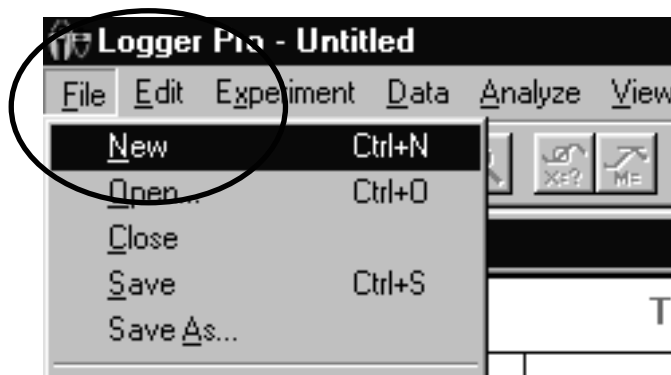 Logger Pro - Untitled
File Edit Experiment Data Analyze View
New Ctrl+N
Open... Ctrl+O
X=? M=
Close
Save Ctrl+S
T
Save As...